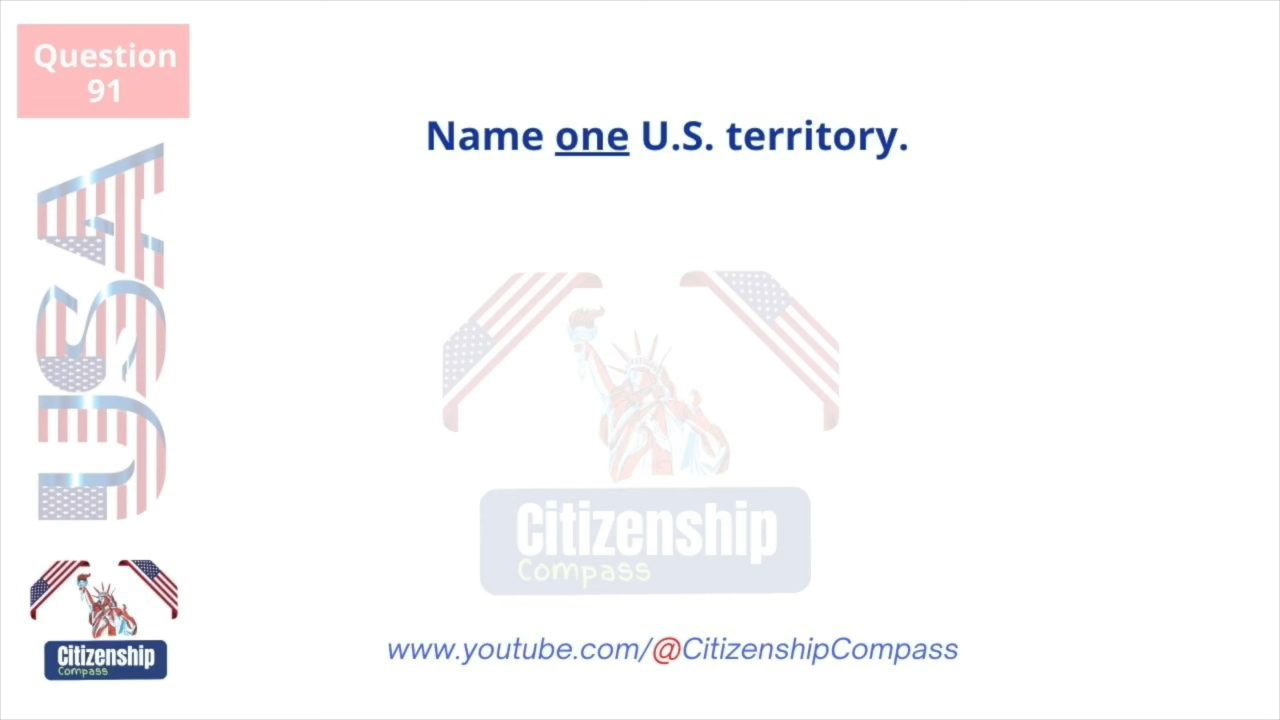 Question
91
Name one U.S. territory.
USA
Citizenship
Compass
Citizenship
Compass
www.youtube.com/@CitizenshipCompass